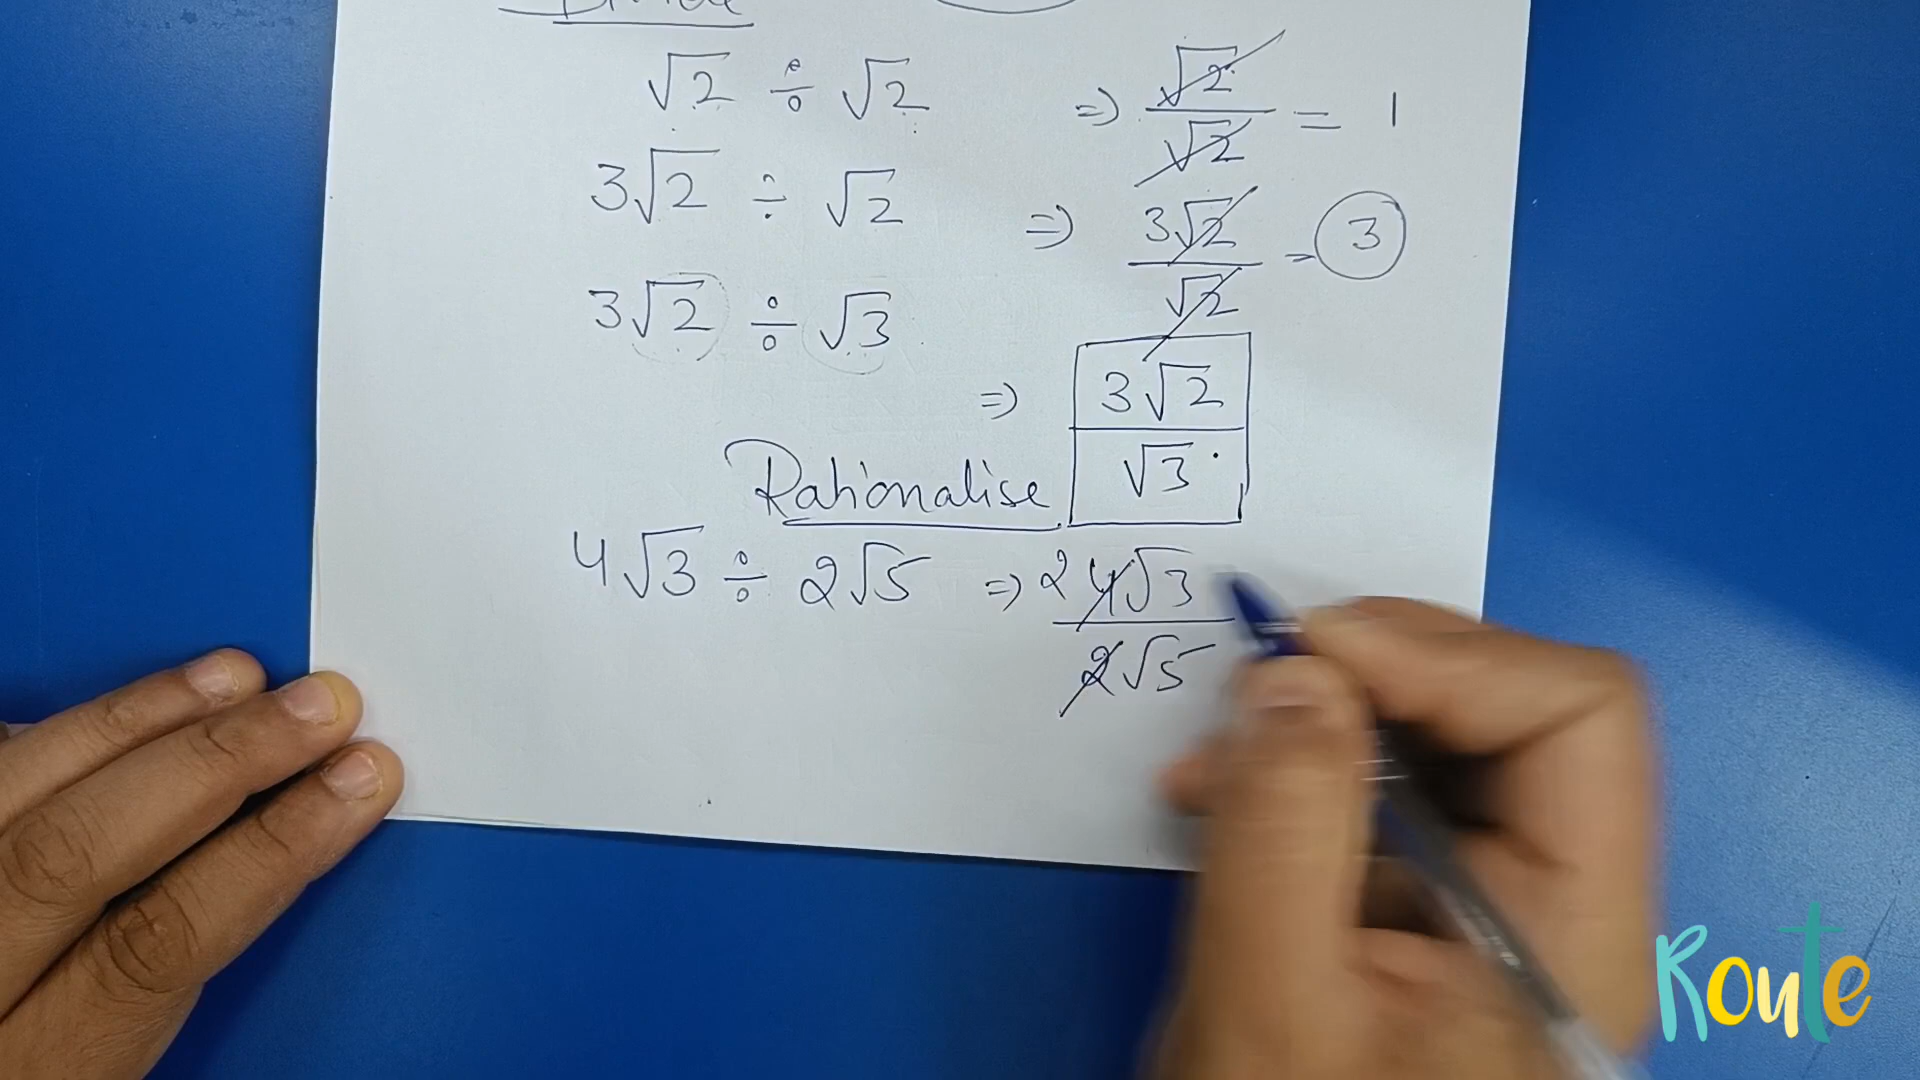 √2 ÷ √2 ⇒ √2/√2 = 1
3√2 ÷ √2 ⇒ 3√2/√2 = 3
3√2 ÷ √3
⇒ 3√2/√3
Rationalise
4√3 ÷ 2√5 ⇒ 2 4√3/2√5
Route